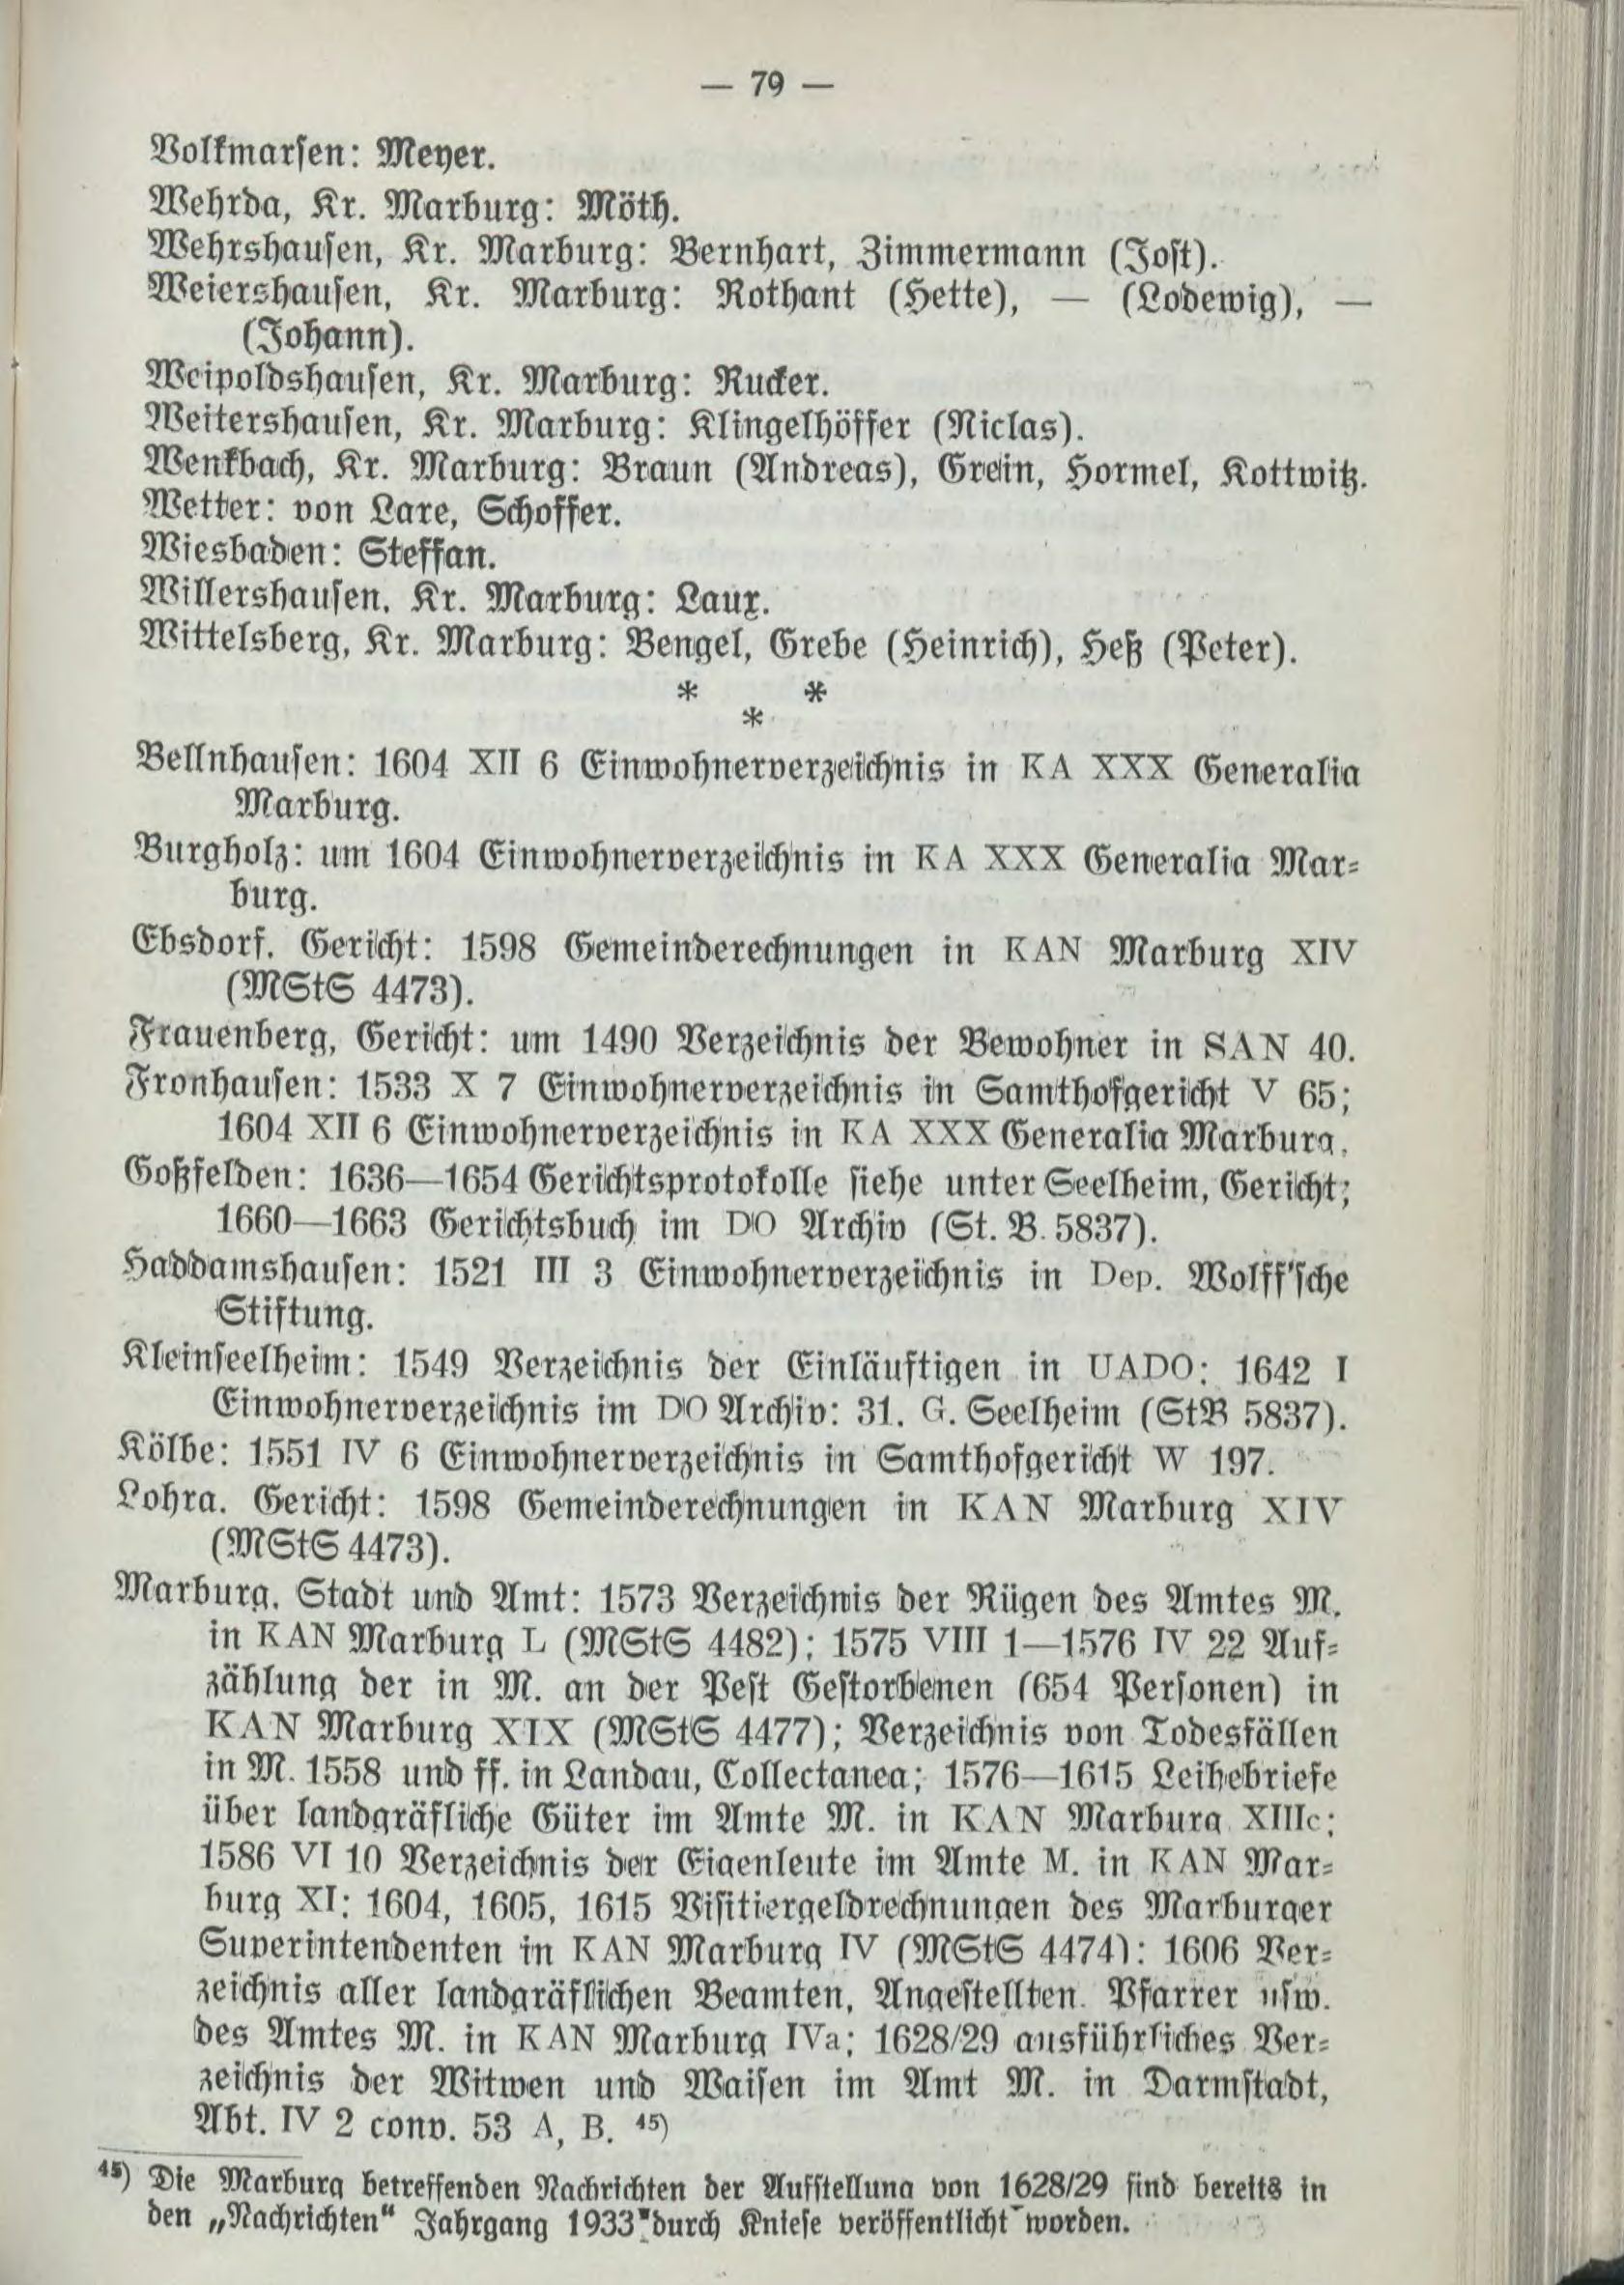 — 79 —
Volkmarsen: Meyer.
Wehrda, Kr. Marburg: Möth.
Wehrshausen, Kr. Marburg: Bernhart, Zimmermann (Jost).
Weiershausen, Kr. Marburg: Rothant (Hette), — (Lodewig), —
(Johann).
Weipoldshausen, Kr. Marburg: Rucker.
Weitershausen, Kr. Marburg: Klingelhöffer (Niclas).
Wenkbach, Kr. Marburg: Braun (Andreas), Grein, Hormel, Kottwitz.
Wetter: von Lare, Schoffer.
Wiesbaden: Steffan.
Willershausen, Kr. Marburg: Laux.
Wittelsberg, Kr. Marburg: Bengel, Grebe (Heinrich), Heß (Peter).
* *
*
Bellnhausen: 1604 XII 6 Einwohnerverzeichnis in KA XXX Generalia
Marburg.
Burgholz: um 1604 Einwohnerverzeichnis in KA XXX Generalia Mar-
burg.
Ebsdorf. Gericht: 1598 Gemeinderechnungen in KAN Marburg XIV
(MStS 4473).
Frauenberg, Gericht: um 1490 Verzeichnis der Bewohner in SAN 40.
Fronhausen: 1533 X 7 Einwohnerverzeichnis in Samthofgericht V 65;
1604 XII 6 Einwohnerverzeichnis in KA XXX Generalia Marburg.
Goßfelden: 1636—1654 Gerichtsprotokolle siehe unter Seelheim, Gericht;
1660—1663 Gerichtsbuch im DO Archiv (St. B. 5837).
Haddamshausen: 1521 III 3 Einwohnerverzeichnis in Dep. Wolff'sche
Stiftung.
Kleinseelheim: 1549 Verzeichnis der Einläuftigen in UADO: 1642 I
Einwohnerverzeichnis im DO Archiv: 31. G. Seelheim (StB 5837).
Kölbe: 1551 IV 6 Einwohnerverzeichnis in Samthofgericht W 197.
Lohra. Gericht: 1598 Gemeinderechnungen in KAN Marburg XIV
(MStS 4473).
Marburg. Stadt und Amt: 1573 Verzeichnis der Rügen des Amtes M.
in KAN Marburg L (MStS 4482); 1575 VIII 1—1576 IV 22 Auf-
zählung der in M. an der Pest Gestorbenen (654 Personen) in
KAN Marburg XIX (MStS 4477); Verzeichnis von Todesfällen
in M. 1558 und ff. in Landau, Collectanea; 1576—1615 Leihebriefe
über landgräfliche Güter im Amte M. in KAN Marburg XIIIc;
1586 VI 10 Verzeichnis der Eigenleute im Amte M. in KAN Mar-
burg XI; 1604, 1605, 1615 Visitiergeldrechnungen des Marburger
Superintendenten in KAN Marburg IV (MStS 4474): 1606 Ver-
zeichnis aller landgräflichen Beamten, Angestellten. Pfarrer usw.
des Amtes M. in KAN Marburg IVa; 1628/29 ausführliches Ver-
zeichnis der Witwen und Waisen im Amt M. in Darmstadt,
Abt. IV 2 conv. 53 A, B. 45)
45) Die Marburg betreffenden Nachrichten der Aufstellung von 1628/29 sind bereits in
den „Nachrichten“ Jahrgang 1933 durch Kniese veröffentlicht worden.